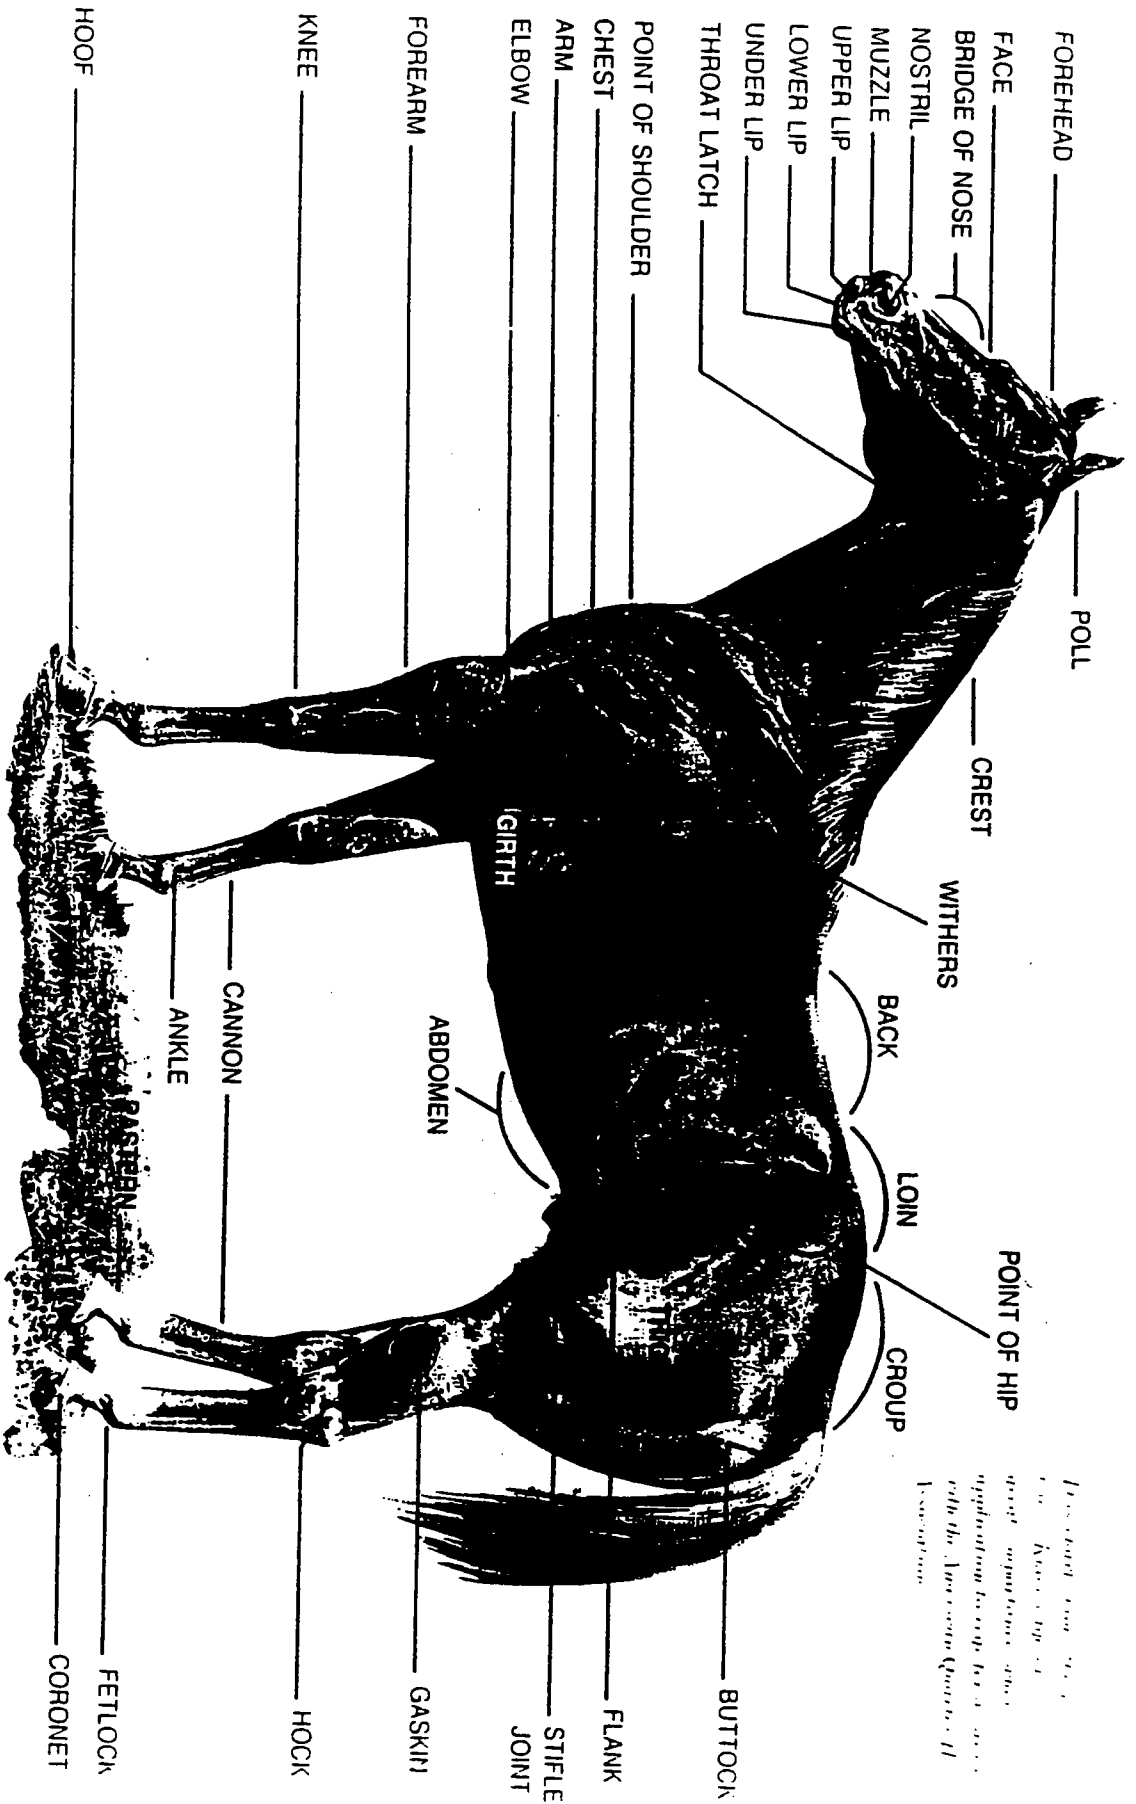 FOREHEAD
FACE
BRIDGE OF NOSE
NOSTRIL
MUZZLE
UPPER LIP
LOWER LIP
UNDER LIP
THROAT LATCH
POINT OF SHOULDER
CHEST
ARM
ELBOW
FOREARM
KNEE
HOOF
POLL
CREST
WITHERS
BACK
LOIN
POINT OF HIP
CROUP
GIRTH
ABDOMEN
CANNON
ANKLE
PASTERN
BUTTOCK
FLANK
STIFLE
JOINT
GASKIN
HOCK
FETLOCK
CORONET